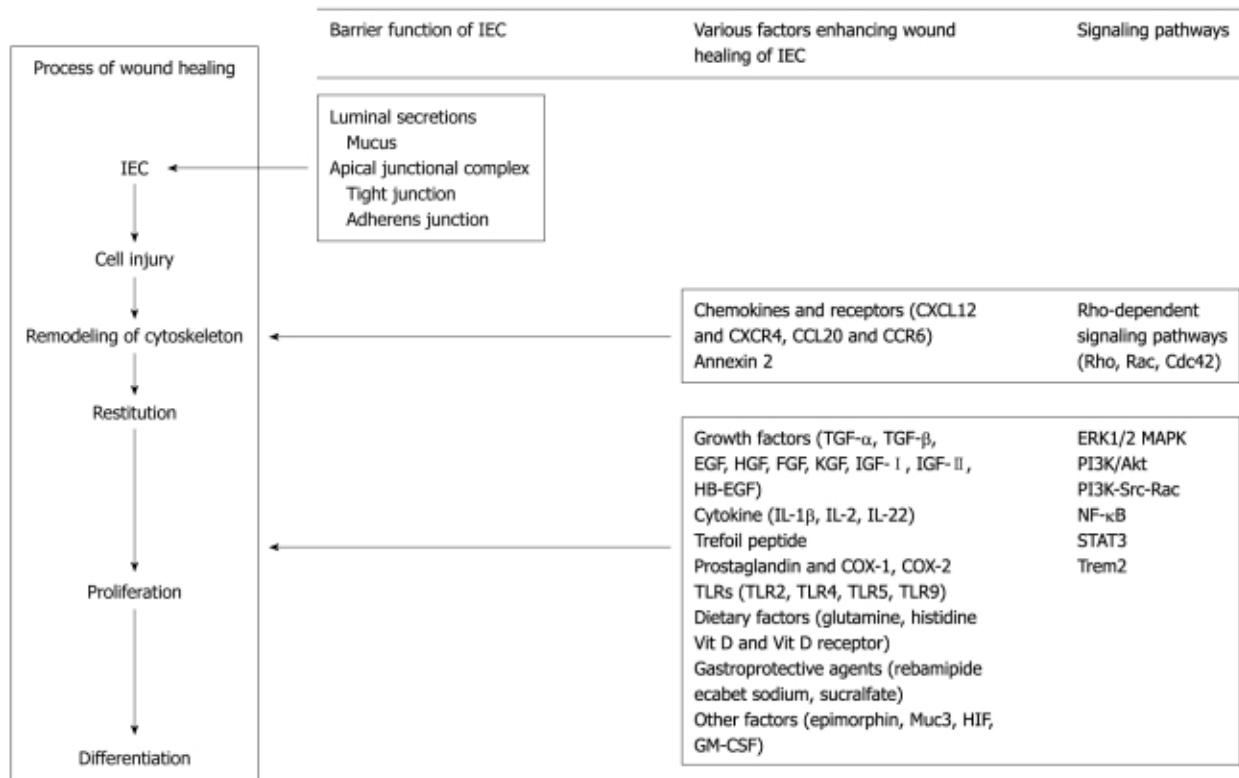 Barrier function of IEC
Various factors enhancing wound
healing of IEC
Signaling pathways
Process of wound healing
IEC
Cell injury
Remodeling of cytoskeleton
Restitution
Proliferation
Differentiation
Luminal secretions
Mucus
Apical junctional complex
Tight junction
Adherens junction
Chemokines and receptors (CXCL12
and CXCR4, CCL20 and CCR6)
Annexin 2
Rho-dependent
signaling pathways
(Rho, Rac, Cdc42)
Growth factors (TGF-α, TGF-β,
EGF, HGF, FGF, KGF, IGF-Ⅰ, IGF-Ⅱ,
HB-EGF)
Cytokine (IL-1β, IL-2, IL-22)
Trefoil peptide
Prostaglandin and COX-1, COX-2
TLRs (TLR2, TLR4, TLR5, TLR9)
Dietary factors (glutamine, histidine
Vit D and Vit D receptor)
Gastroprotective agents (rebamipide
ecabet sodium, sucralfate)
Other factors (epimorphin, Muc3, HIF,
GM-CSF)
ERK1/2 MAPK
PI3K/Akt
PI3K-Src-Rac
NF-κB
STAT3
Trem2